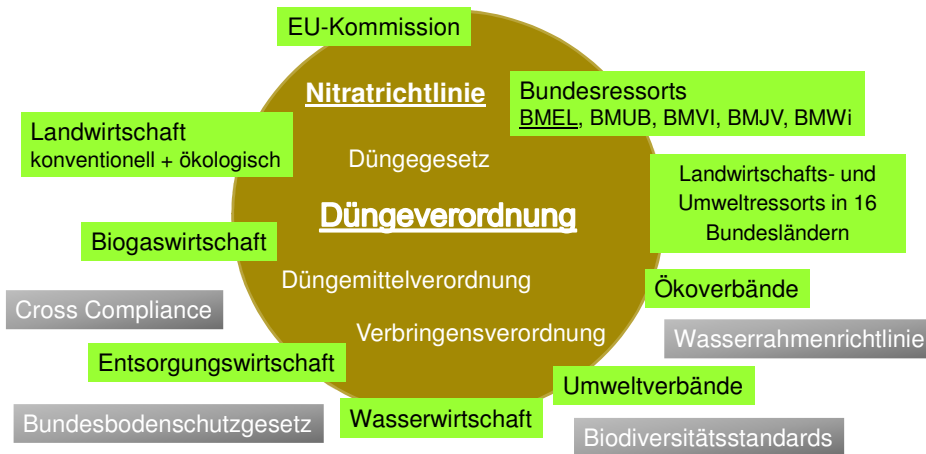 EU-Kommission
Nitratrichtlinie
Bundesressorts
BMEL, BMUB, BMVI, BMJV, BMWi
Landwirtschaft
konventionell + ökologisch
Düngegesetz
Landwirtschafts- und
Umweltressorts in 16
Bundesländern
Düngeverordnung
Biogaswirtschaft
Düngemittelverordnung
Ökoverbände
Cross Compliance
Verbringensverordnung
Wasserrahmenrichtlinie
Entsorgungswirtschaft
Umweltverbände
Bundesbodenschutzgesetz
Wasserwirtschaft
Biodiversitätsstandards